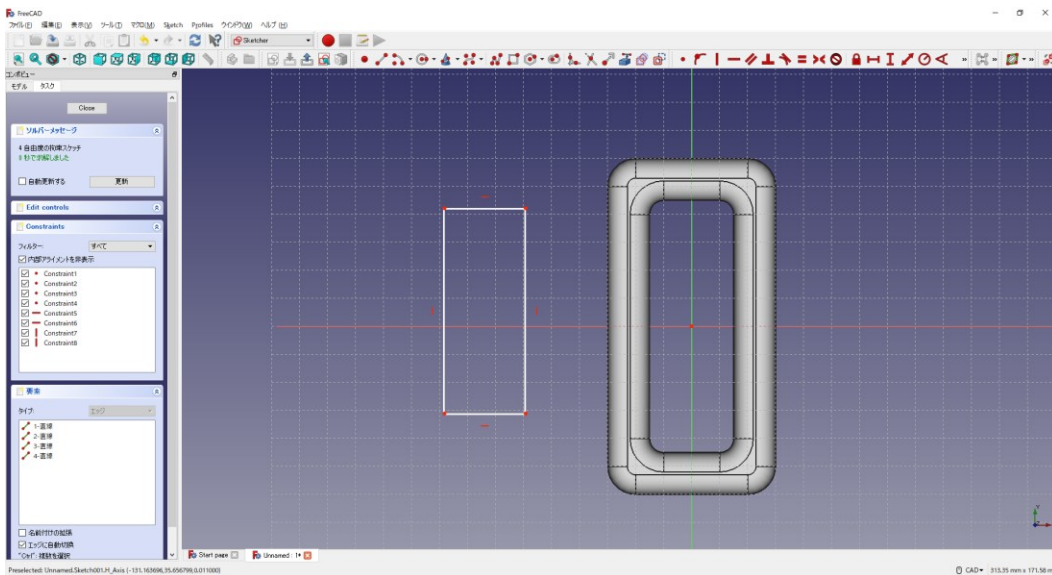 FreeCAD
ファイル(F) 編集(E) 表示(V) ツール(T) マクロ(M) Sketch Profiles ウインドウ(W) ヘルプ(H)
Sketcher
コンボビュー
モデル タスク
Close
ソルバーメッセージ
4 自由度の拘束スケッチ
0 秒で求解しました
自動更新する 更新
Edit controls
Constraints
フィルター: すべて
内部アライメントを非表示
Constraint1
Constraint2
Constraint3
Constraint4
Constraint5
Constraint6
Constraint7
Constraint8
要素
タイプ: エッジ
1-直線
2-直線
3-直線
4-直線
名前付けの拡張
エッジに自動切換
"Ctrl": 複数を選択
Start page Unnamed : 1*
Preselected: Unnamed.Sketch001.H_Axis (-131.163696,35.656799,0.011000)
CAD 313.35 mm x 171.58 m
Y
X